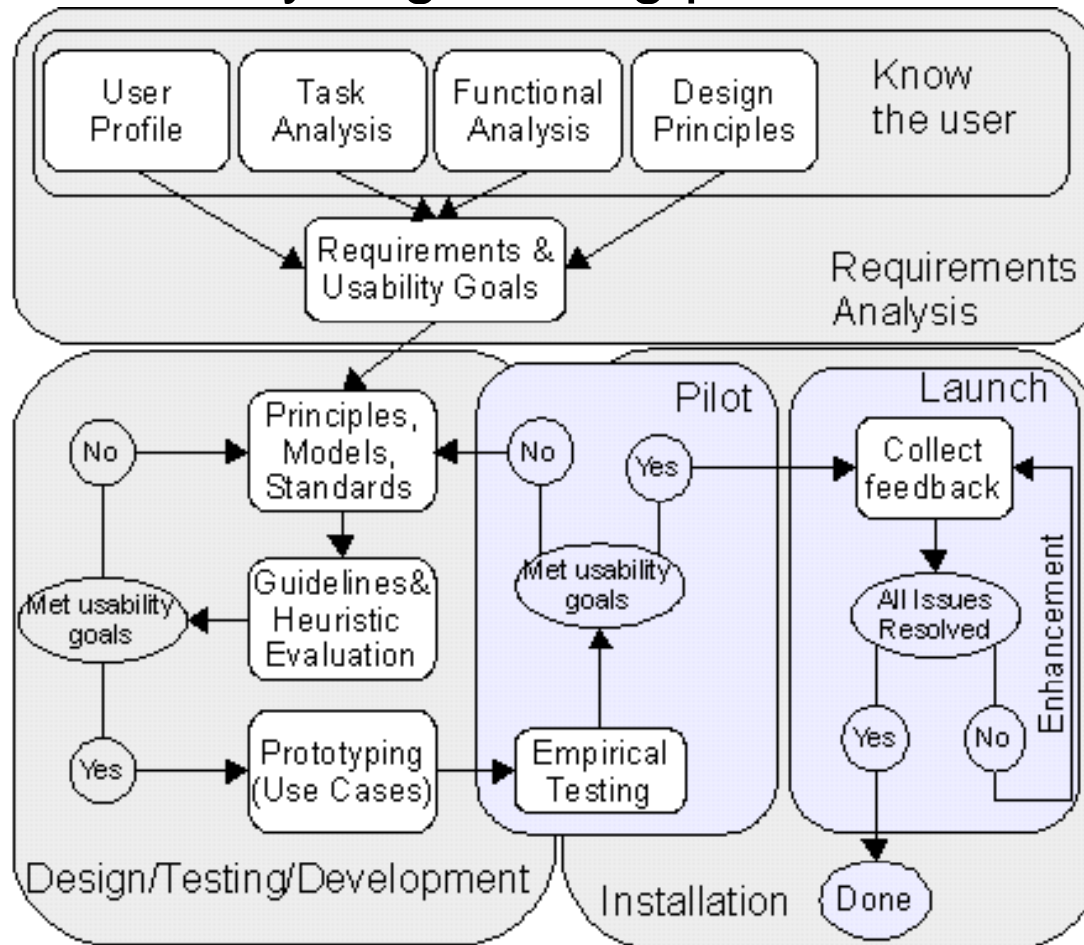 User
Profile
Task
Analysis
Functional
Analysis
Design
Principles
Know
the user
Requirements &
Usability Goals
Requirements
Analysis
Principles,
Models,
Standards
No
No
Yes
Pilot
Launch
Collect
feedback
Guidelines&
Heuristic
Evaluation
Met usability
goals
Met usability
goals
All Issues
Resolved
Enhancement
Yes
Prototyping
(Use Cases)
Empirical
Testing
Yes
No
Design/Testing/Development
Installation
Done